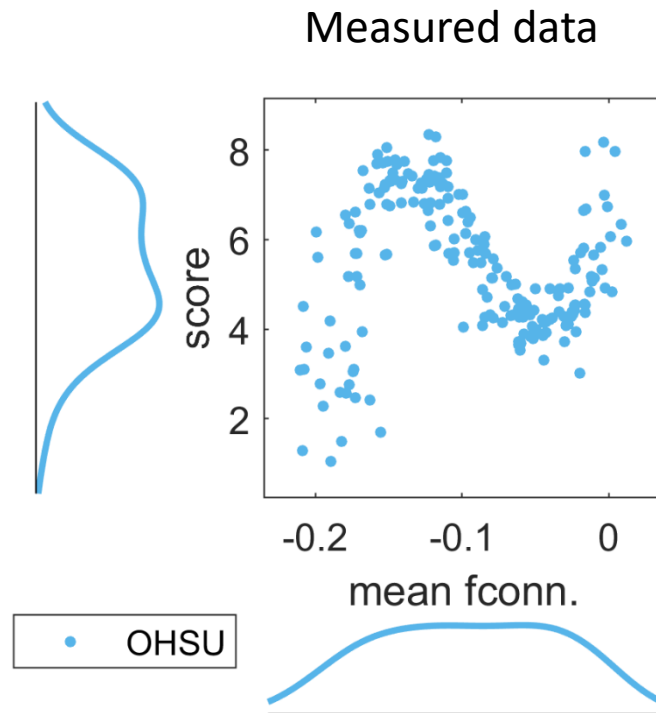 Measured data
score
8
6
4
2
-0.2 -0.1 0
mean fconn.
OHSU